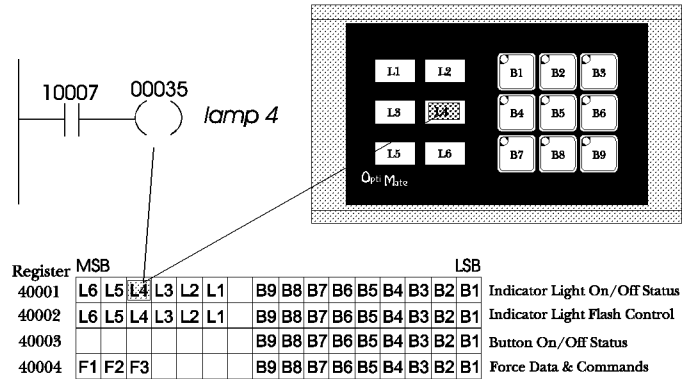 10007 00035
lamp 4
L1 L2
L3 L4
L5 L6
B1 B2 B3
B4 B5 B6
B7 B8 B9
Opti Mate
Register MSB LSB
40001 L6 L5 L4 L3 L2 L1 B9 B8 B7 B6 B5 B4 B3 B2 B1 Indicator Light On/Off Status
40002 L6 L5 L4 L3 L2 L1 B9 B8 B7 B6 B5 B4 B3 B2 B1 Indicator Light Flash Control
40003 B9 B8 B7 B6 B5 B4 B3 B2 B1 Button On/Off Status
40004 F1 F2 F3 B9 B8 B7 B6 B5 B4 B3 B2 B1 Force Data & Commands